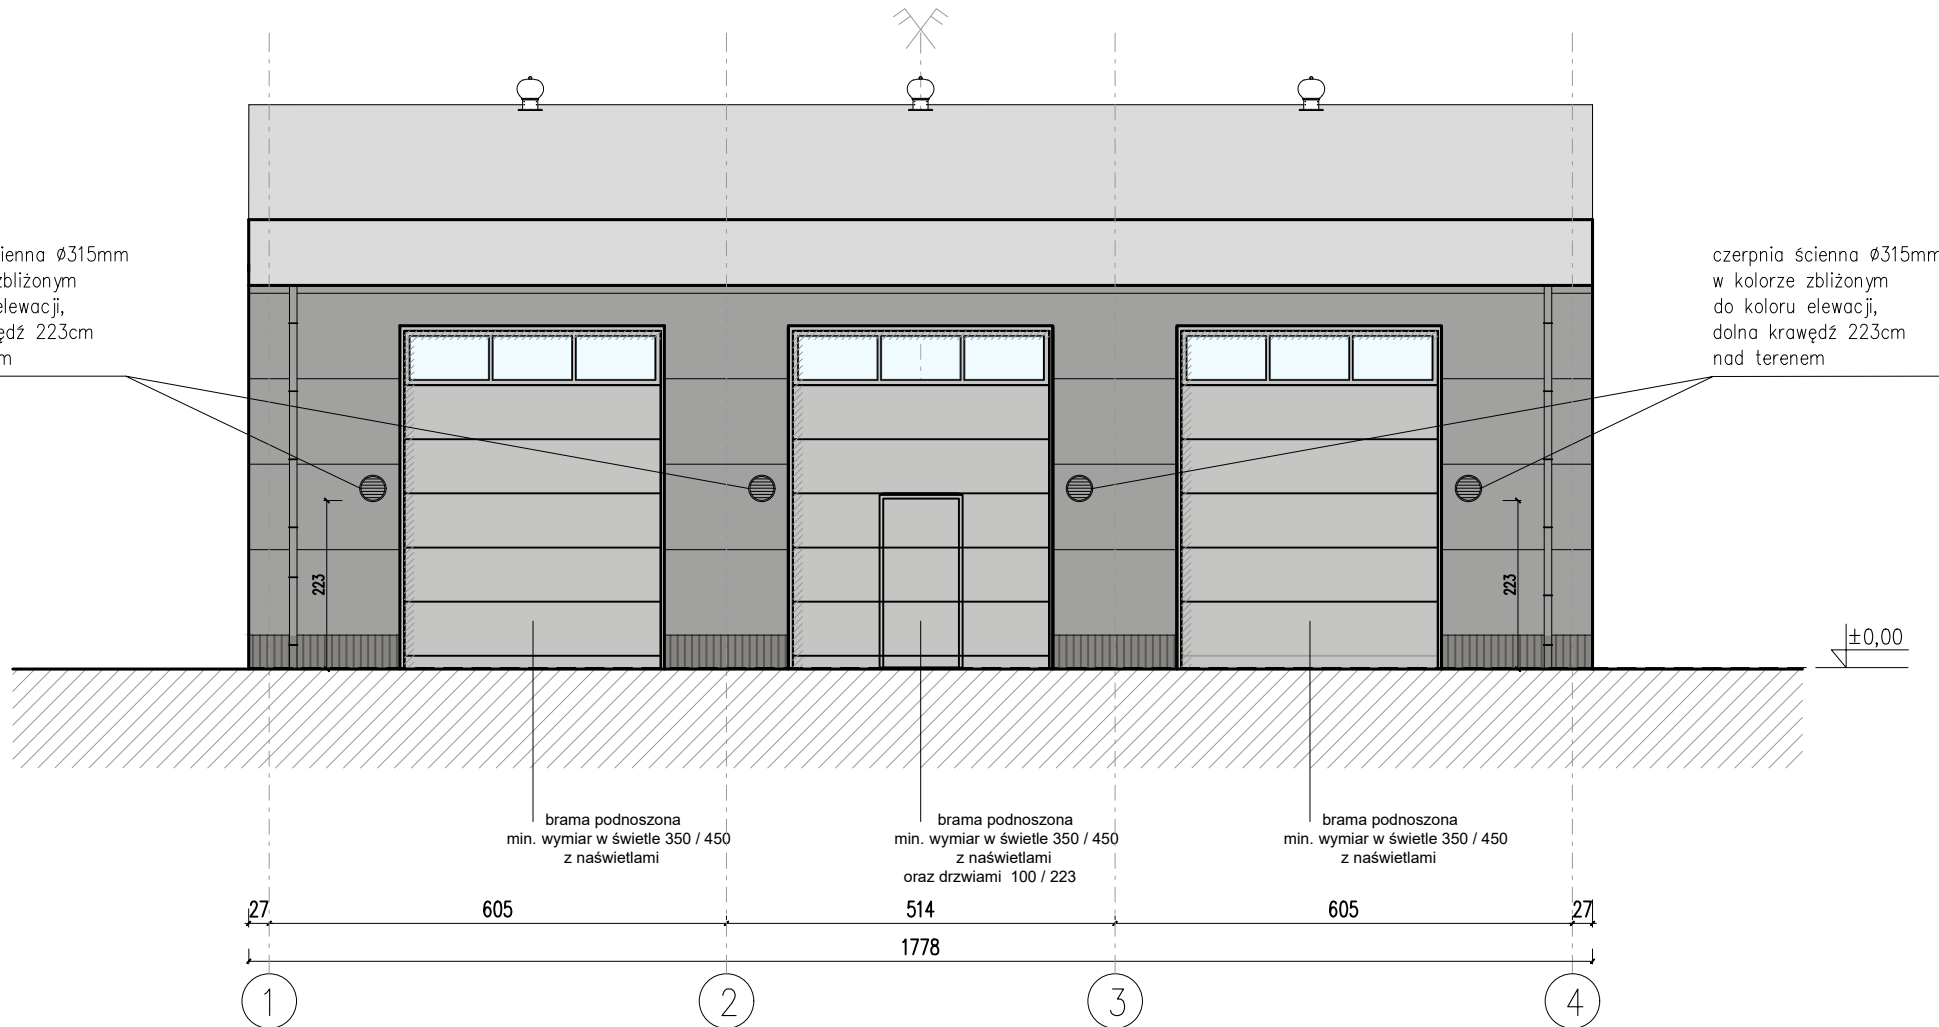 ienna ⌀315mm
zbliżonym
elewacji,
ędź 223cm
m
czerpnia ścienna ⌀315mm
w kolorze zbliżonym
do koloru elewacji,
dolna krawędź 223cm
nad terenem
223
223
±0,00
brama podnoszona
min. wymiar w świetle 350 / 450
z naświetlami
brama podnoszona
min. wymiar w świetle 350 / 450
z naświetlami
oraz drzwiami 100 / 223
brama podnoszona
min. wymiar w świetle 350 / 450
z naświetlami
27 605 514 605 27
1778
1 2 3 4